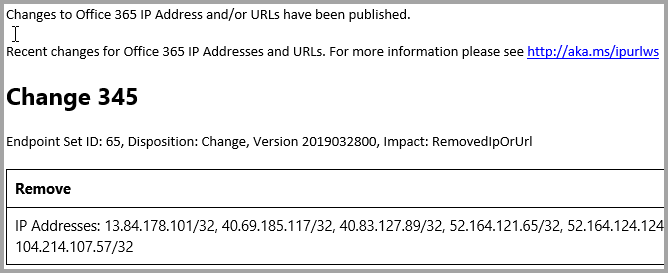 Changes to Office 365 IP Address and/or URLs have been published.
Recent changes for Office 365 IP Addresses and URLs. For more information please see http://aka.ms/ipurlws
Change 345
Endpoint Set ID: 65, Disposition: Change, Version 2019032800, Impact: RemovedIpOrUrl
Remove
IP Addresses: 13.84.178.101/32, 40.69.185.117/32, 40.83.127.89/32, 52.164.121.65/32, 52.164.124.124
104.214.107.57/32